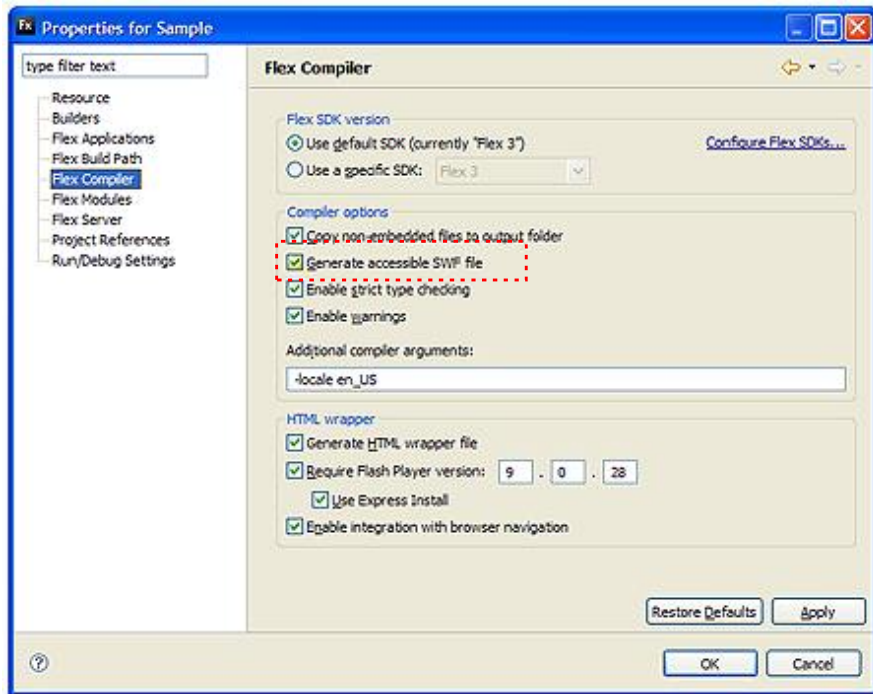 Fx Properties for Sample
type filter text
Resource
Builders
Flex Applications
Flex Build Path
Flex Compiler
Flex Modules
Flex Server
Project References
Run/Debug Settings
Flex Compiler
Flex SDK version
Use default SDK (currently "Flex 3")
Configure Flex SDKs...
Use a specific SDK: Flex 3
Compiler options
Copy non-embedded files to output folder
Generate accessible SWF file
Enable strict type checking
Enable warnings
Additional compiler arguments:
-locale en_US
HTML wrapper
Generate HTML wrapper file
Require Flash Player version: 9 . 0 . 28
Use Express Install
Enable integration with browser navigation
Restore Defaults Apply
? OK Cancel